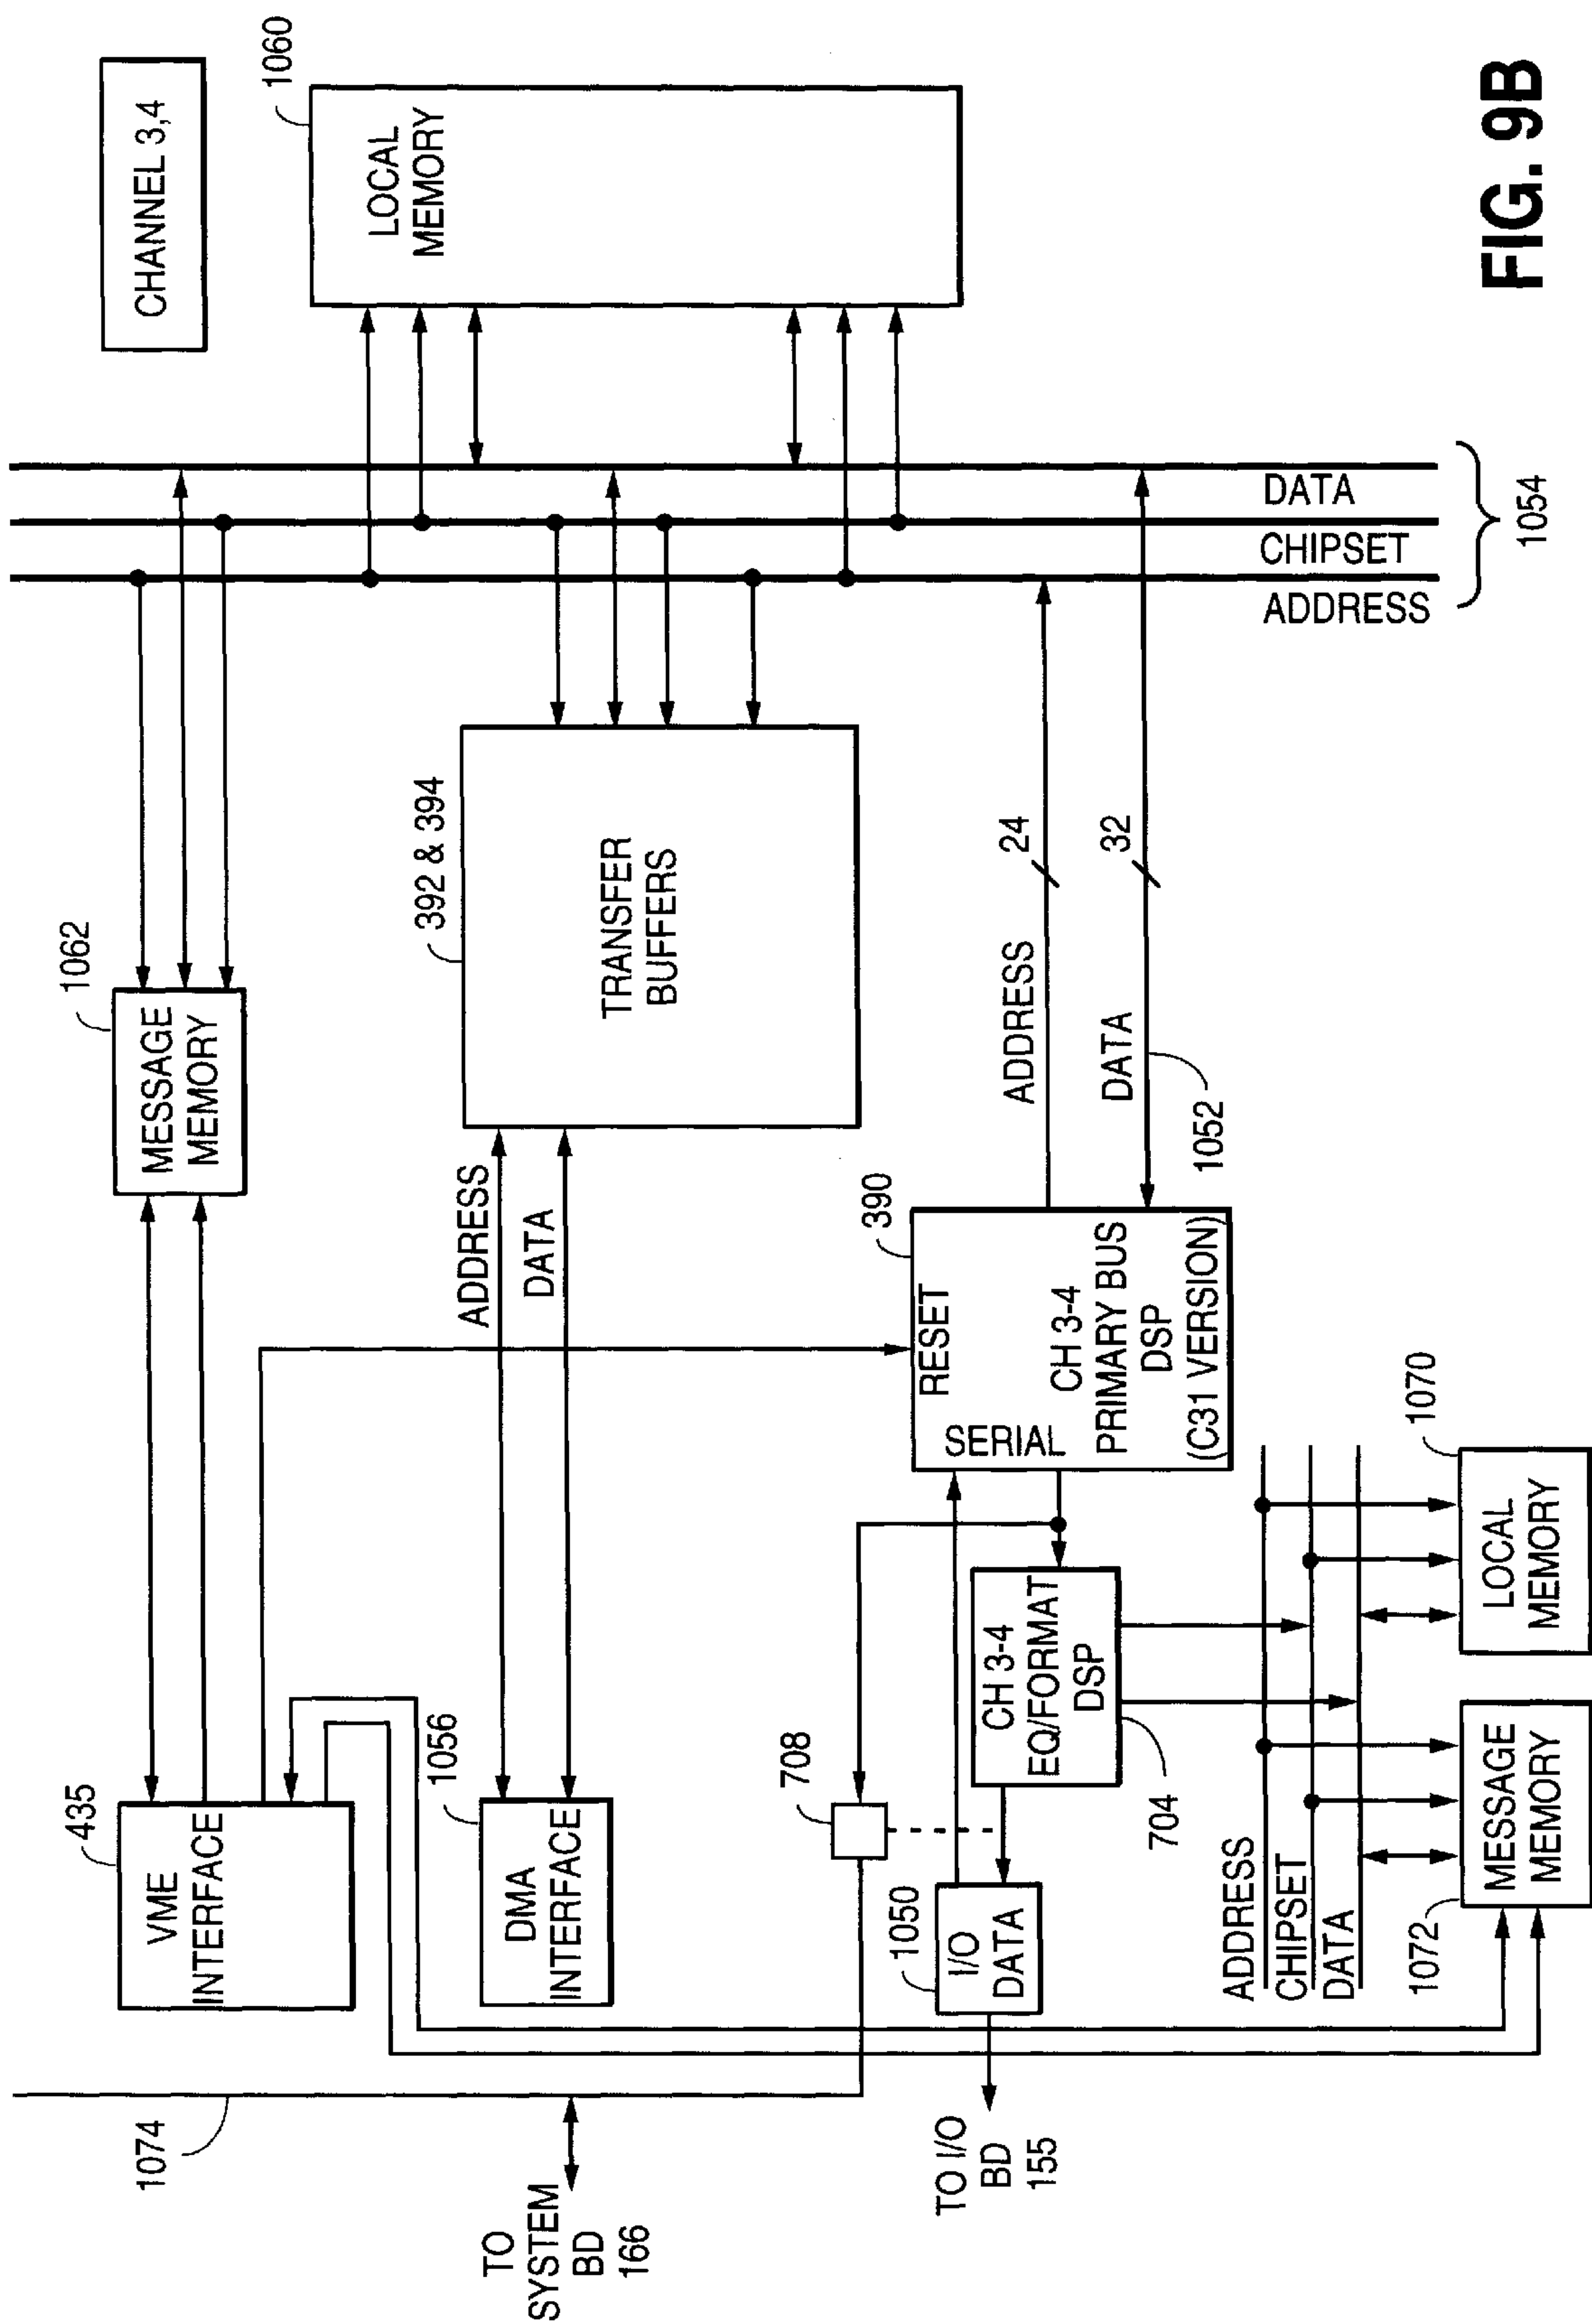 CHANNEL 3,4
1060
LOCAL
MEMORY
DATA
CHIPSET
ADDRESS
1054
1062
MESSAGE
MEMORY
392 & 394
TRANSFER
BUFFERS
ADDRESS
24
DATA
32
1052
ADDRESS
DATA
390
RESET
SERIAL
CH 3-4
PRIMARY BUS
DSP
(C31 VERSION)
435
VME
INTERFACE
1056
DMA
INTERFACE
708
CH 3-4
EQ/FORMAT
DSP
704
1050
I/O
DATA
ADDRESS
CHIPSET
DATA
1070
LOCAL
MEMORY
1072
MESSAGE
MEMORY
1074
TO
SYSTEM
BD
166
TO I/O
BD
155
FIG. 9B